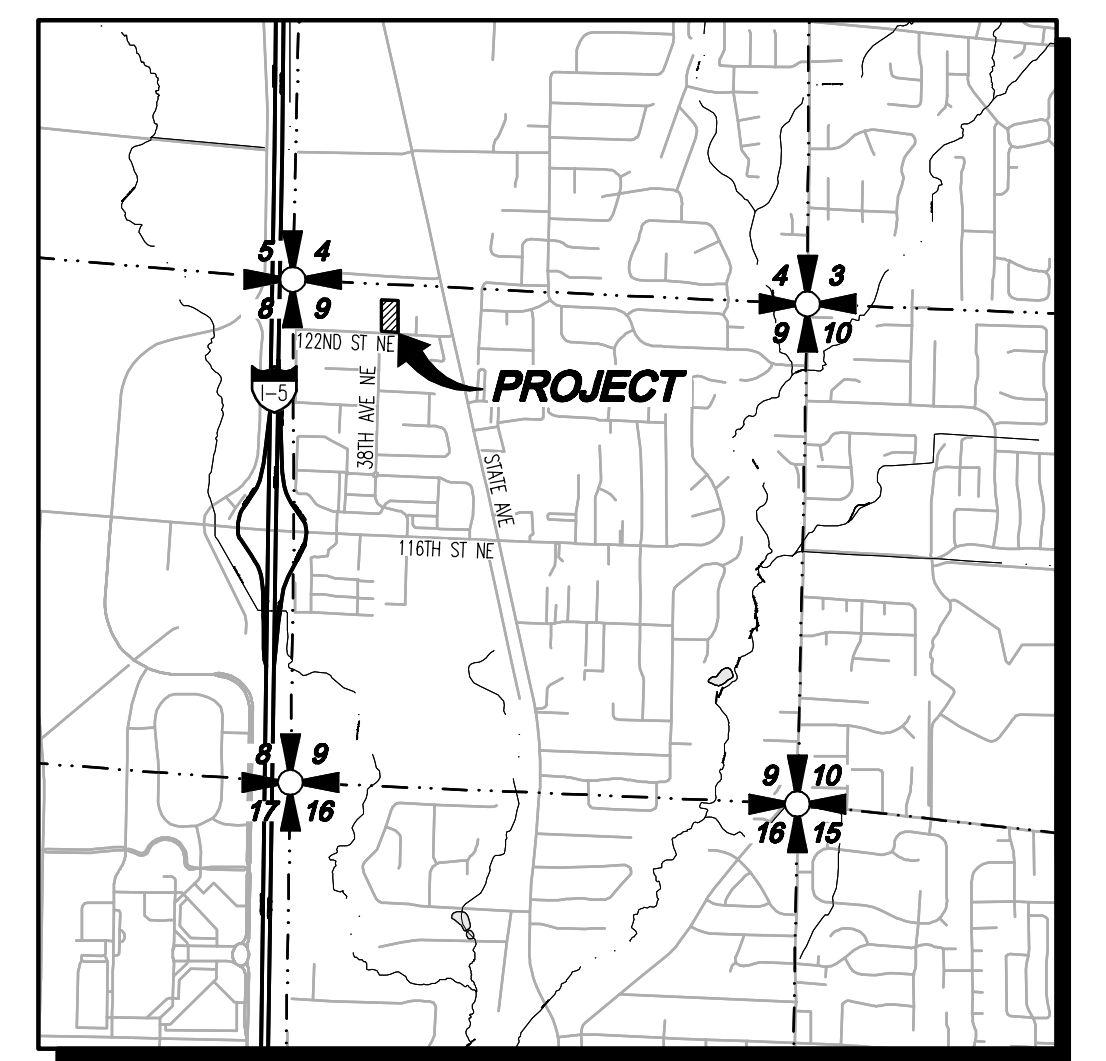 5 4
8 9
4 3
9 10
122ND ST NE
I-5
38TH AVE NE
PROJECT
STATE AVE
116TH ST NE
8 9
17 16
9 10
16 15